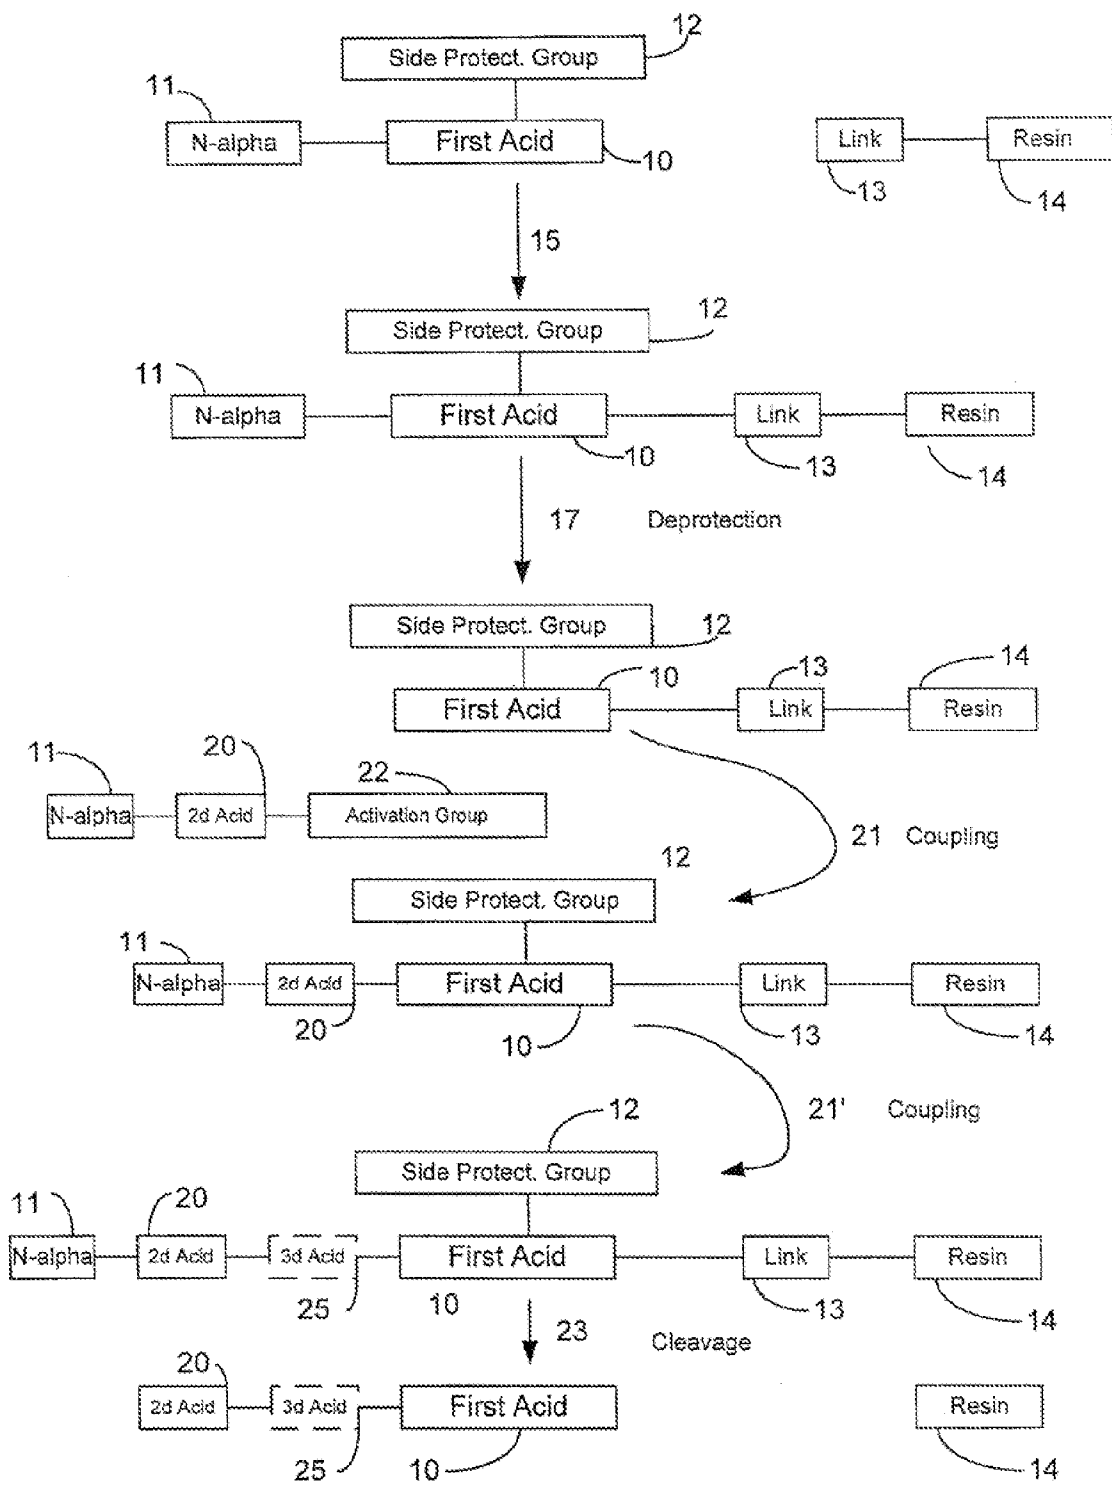 12
Side Protect. Group
11
N-alpha
First Acid
10
Link
Resin
13
14
15
12
Side Protect. Group
11
N-alpha
First Acid
Link
Resin
10
13
14
17 Deprotection
Side Protect. Group
12
10
13
14
First Acid
Link
Resin
11
20
22
N-alpha
2d Acid
Activation Group
21 Coupling
12
Side Protect. Group
11
N-alpha
2d Acid
First Acid
Link
Resin
20
10
13
14
21' Coupling
12
Side Protect. Group
11
20
N-alpha
2d Acid
3d Acid
First Acid
Link
Resin
25
10
13
14
23 Cleavage
20
2d Acid
3d Acid
First Acid
Resin
25
10
14